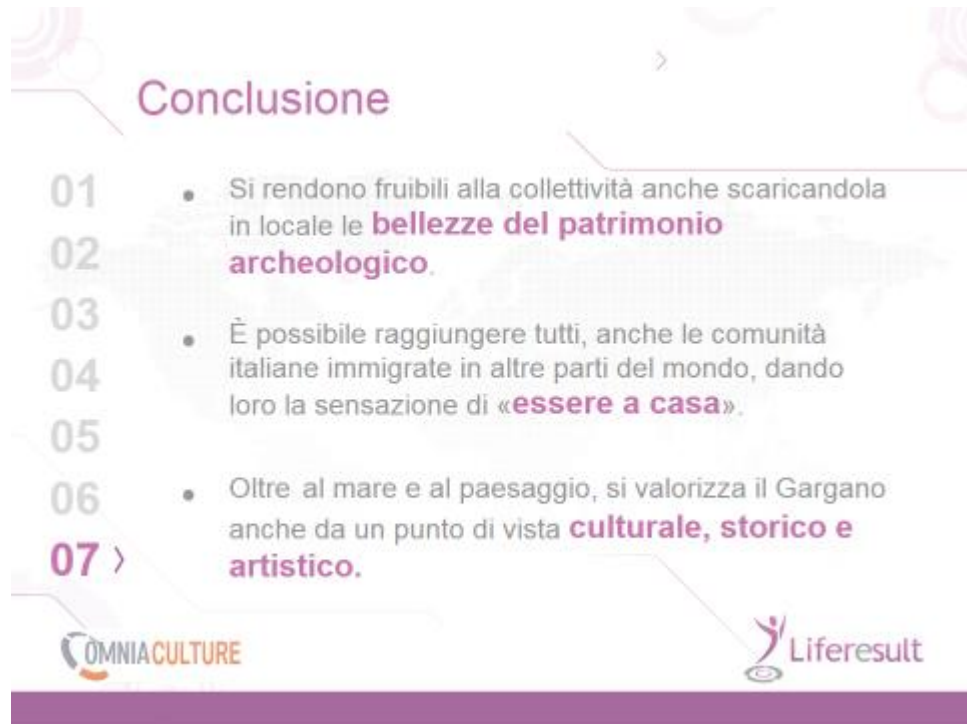 Conclusione
01
02
03
04
05
06
07
• Si rendono fruibili alla collettività anche scaricandola
in locale le bellezze del patrimonio
archeologico.
• È possibile raggiungere tutti, anche le comunità
italiane immigrate in altre parti del mondo, dando
loro la sensazione di «essere a casa».
• Oltre al mare e al paesaggio, si valorizza il Gargano
anche da un punto di vista culturale, storico e
artistico.
OMNIACULTURE
Liferesult